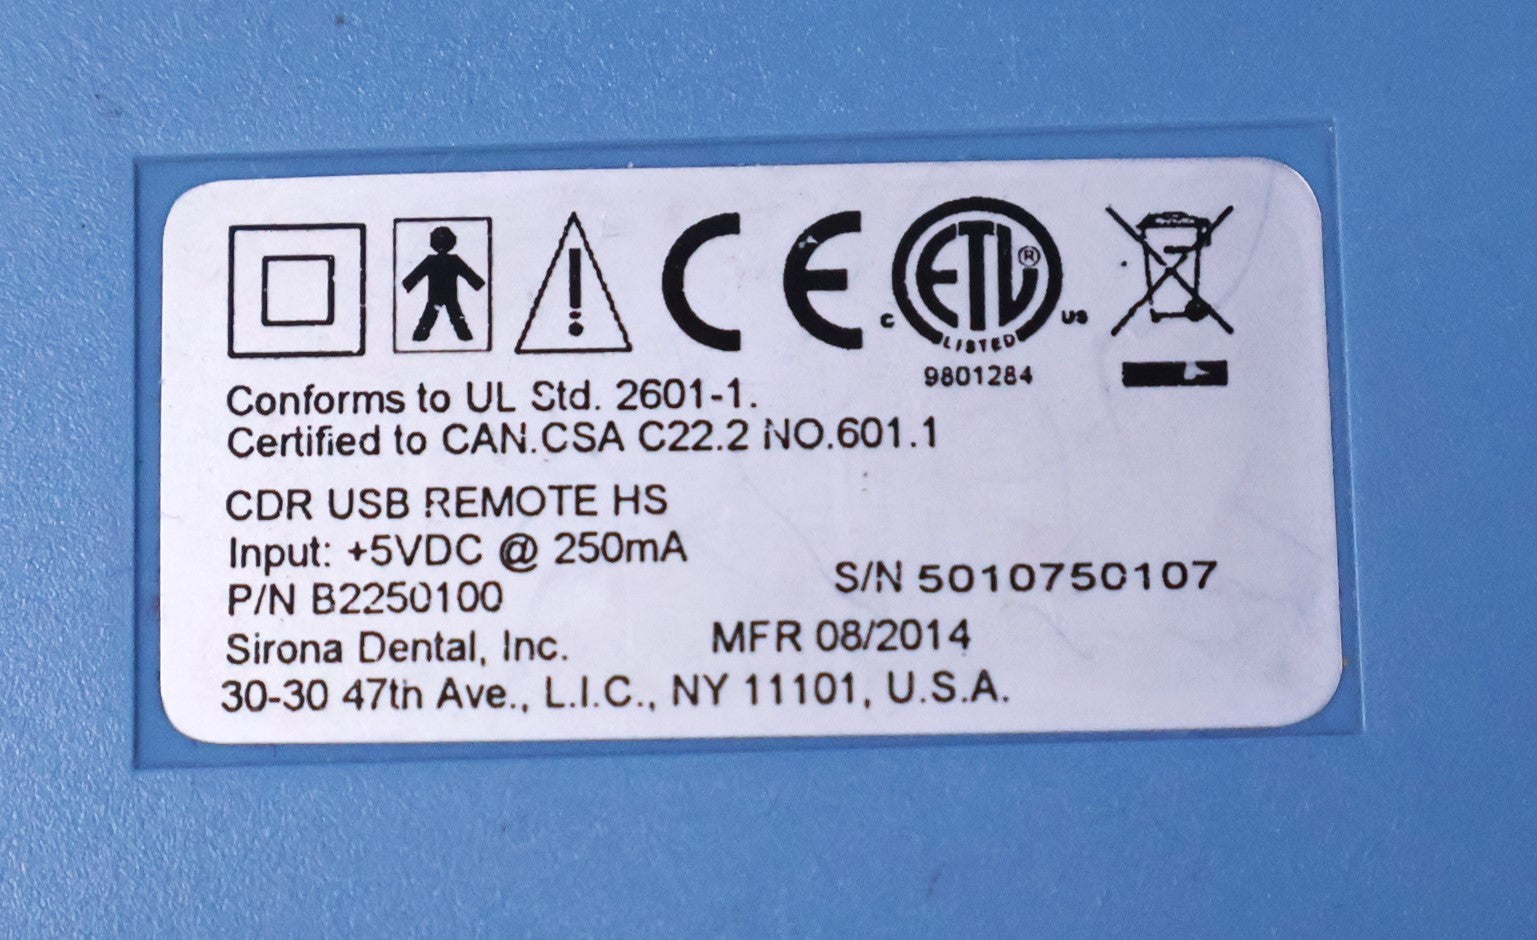 CE
ETL ®
C US
LISTED
9801284
Conforms to UL Std. 2601-1.
Certified to CAN.CSA C22.2 NO.601.1
CDR USB REMOTE HS
Input: +5VDC @ 250mA
P/N B2250100
S/N 5010750107
Sirona Dental, Inc.
MFR 08/2014
30-30 47th Ave., L.I.C., NY 11101, U.S.A.